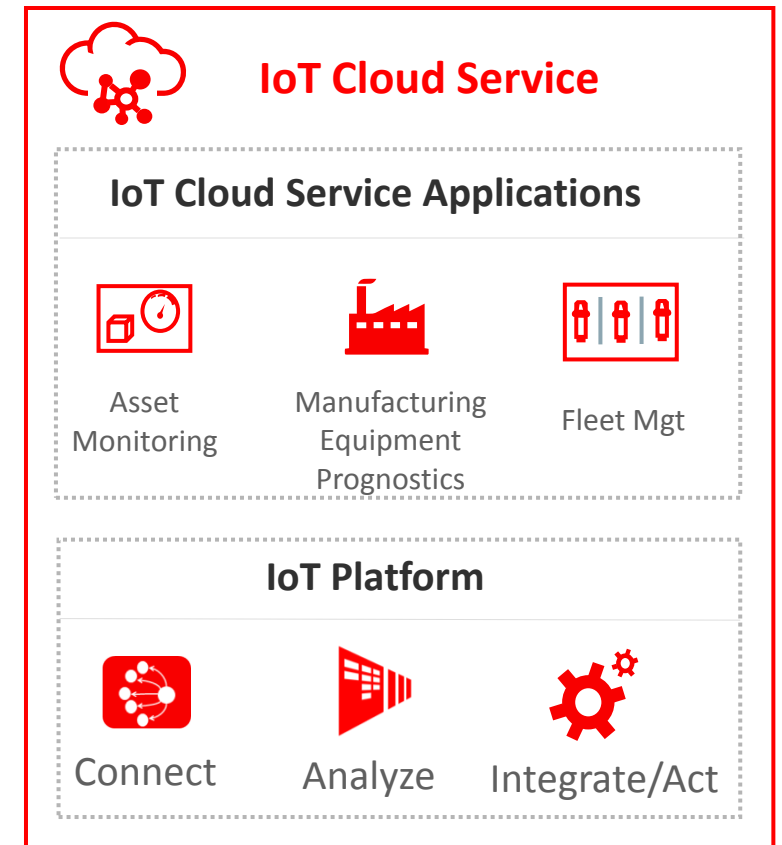 IoT Cloud Service
IoT Cloud Service Applications
Asset
Monitoring
Manufacturing
Equipment
Prognostics
Fleet Mgt
IoT Platform
Connect
Analyze
Integrate/Act